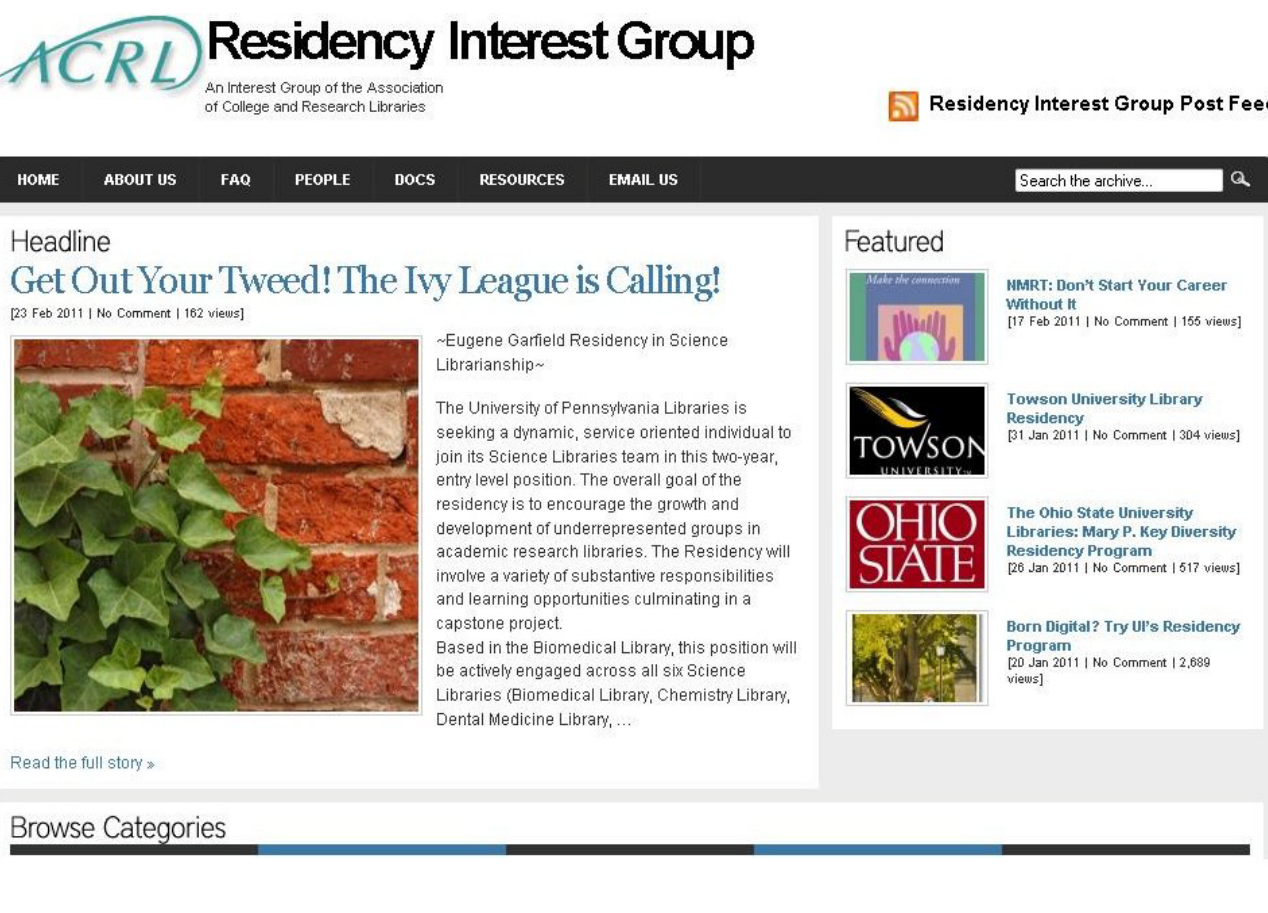 ACRL
Residency Interest Group
An Interest Group of the Association
of College and Research Libraries
Residency Interest Group Post Fee
HOME ABOUT US FAQ PEOPLE DOCS RESOURCES EMAIL US
Search the archive...
Headline
Get Out Your Tweed! The Ivy League is Calling!
[23 Feb 2011 | No Comment | 162 views]
~Eugene Garfield Residency in Science
Librarianship~
The University of Pennsylvania Libraries is
seeking a dynamic, service oriented individual to
join its Science Libraries team in this two-year,
entry level position. The overall goal of the
residency is to encourage the growth and
development of underrepresented groups in
academic research libraries. The Residency will
involve a variety of substantive responsibilities
and learning opportunities culminating in a
capstone project.
Based in the Biomedical Library, this position will
be actively engaged across all six Science
Libraries (Biomedical Library, Chemistry Library,
Dental Medicine Library, …
Read the full story »
Featured
Make the connection
NMRT: Don't Start Your Career
Without It
[17 Feb 2011 | No Comment | 155 views]
TOWSON
UNIVERSITY™
Towson University Library
Residency
[31 Jan 2011 | No Comment | 304 views]
OHIO
STATE
The Ohio State University
Libraries: Mary P. Key Diversity
Residency Program
[26 Jan 2011 | No Comment | 517 views]
Born Digital? Try UI's Residency
Program
[20 Jan 2011 | No Comment | 2,689
views]
Browse Categories